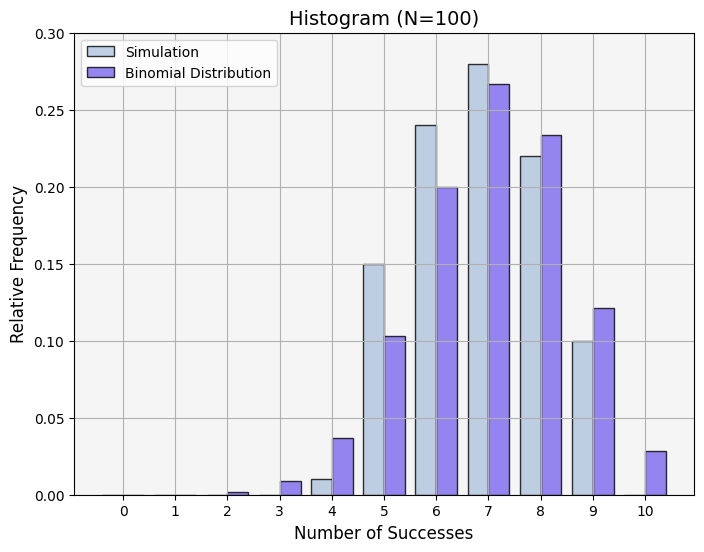 Histogram (N=100)
Simulation
Binomial Distribution
Relative Frequency
0.30
0.25
0.20
0.15
0.10
0.05
0.00
0 1 2 3 4 5 6 7 8 9 10
Number of Successes